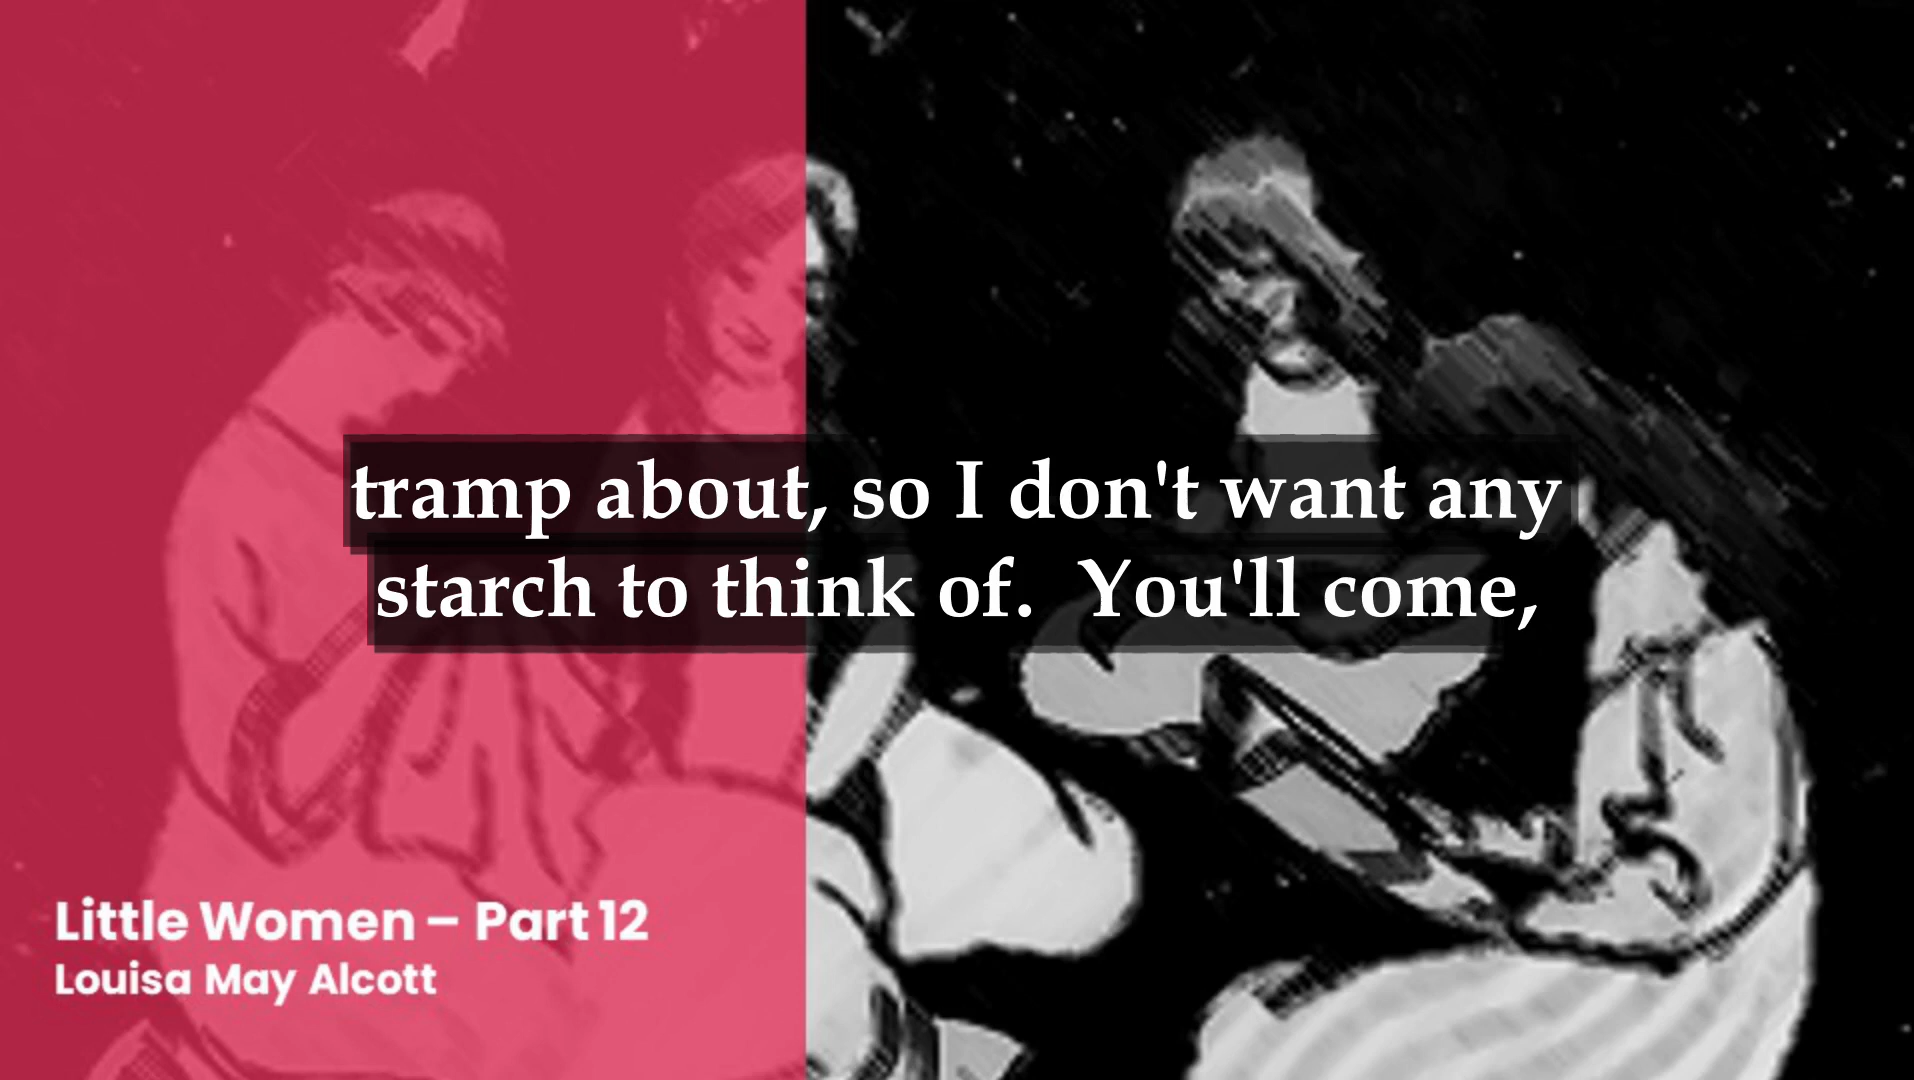 tramp about, so I don't want any
starch to think of.  You'll come,
Little Women – Part 12
Louisa May Alcott